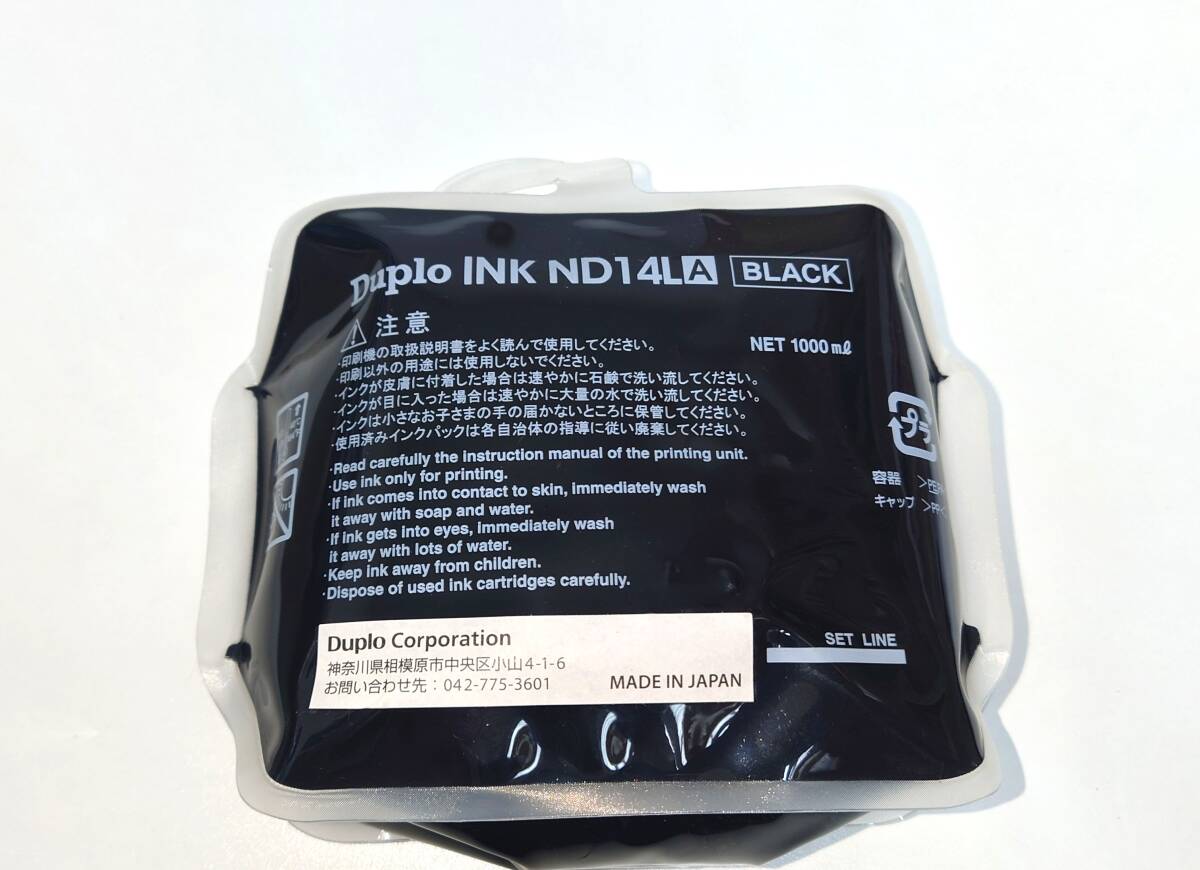 Duplo INK ND14LA BLACK
注意
NET 1000mℓ
·印刷機の取扱説明書をよく読んで使用してください。
·印刷以外の用途には使用しないでください。
·インクが皮膚に付着した場合は速やかに石鹸で洗い流してください。
·インクが目に入った場合は速やかに大量の水で洗い流してください。
·インクは小さなお子さまの手の届かないところに保管してください。
·使用済みインクパックは各自治体の指導に従い廃棄してください。
·Read carefully the instruction manual of the printing unit.
·Use ink only for printing.
·If ink comes into contact to skin, immediately wash
it away with soap and water.
·If ink gets into eyes, immediately wash
it away with lots of water.
·Keep ink away from children.
·Dispose of used ink cartridges carefully.
プラ
容器
キャップ >PP<
SET LINE
Duplo Corporation
神奈川県相模原市中央区小山4-1-6
お問い合わせ先：042-775-3601 MADE IN JAPAN